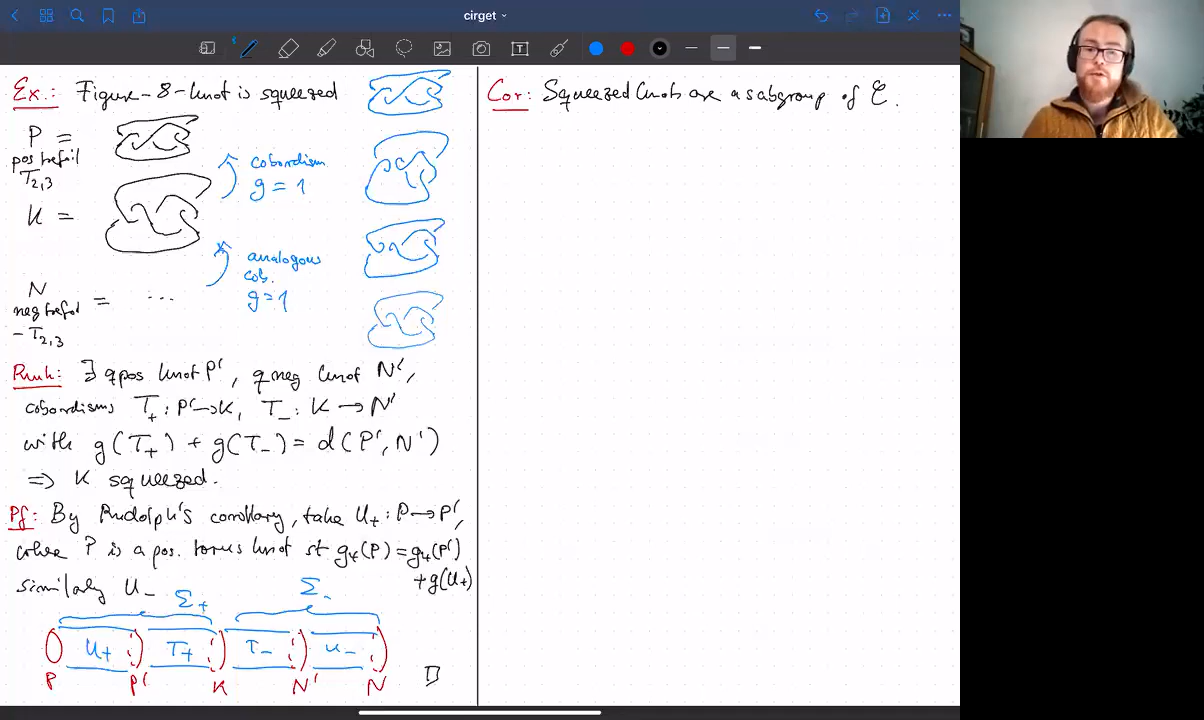 cirget
Ex.: Figure-8-knot is squeezed
P =
pos trefoil
T2,3
cobordism
g = 1
K =
analogous
cob.
g=1
N = ...
neg trefoil
- T2,3
Rmk: ∃ qpos knot P', qneg knot N',
cobordisms T+: P'→K, T-: K→N'
with g(T+) + g(T-) = d(P', N')
⇒ K squeezed.
Pf: By Rudolph's corollary, take U+: P→P',
where P is a pos. torus knot st g4(P) = g4(P')
+ g(U+)
similarly U-
Σ+ Σ-
U+ T+ T- U-
P P' K N' N □
Cor: Squeezed knots are a subgroup of C.